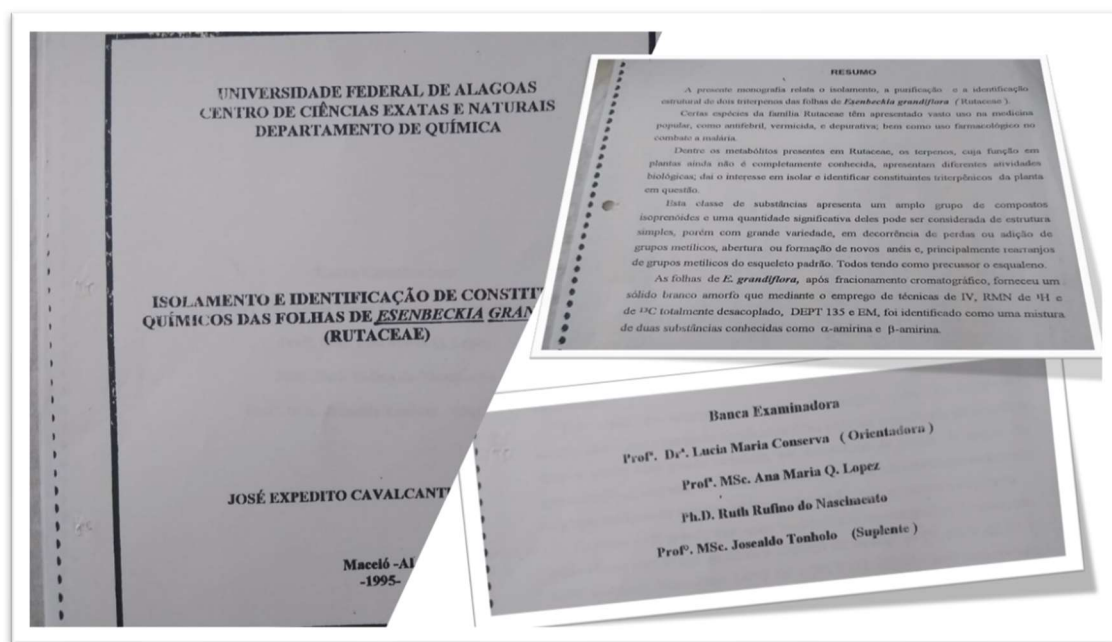 UNIVERSIDADE FEDERAL DE ALAGOAS
CENTRO DE CIÊNCIAS EXATAS E NATURAIS
DEPARTAMENTO DE QUÍMICA
ISOLAMENTO E IDENTIFICAÇÃO DE CONSTIT
QUÍMICOS DAS FOLHAS DE ESENBECKIA GRAN
(RUTACEAE)
JOSÉ EXPEDITO CAVALCANT
Maceió -AL
-1995-
RESUMO
A presente monografia relata o isolamento, a purificação e a identificação
estrutural de dois triterpenos das folhas de Esenbeckia grandiflora ( Rutaceae ).
Certas espécies da família Rutaceae têm apresentado vasto uso na medicina
popular, como antifebril, vermicida, e depurativa; bem como uso farmacológico no
combate a malária.
Dentre os metabólitos presentes em Rutaceae, os terpenos, cuja função em
plantas ainda não é completamente conhecida, apresentam diferentes atividades
biológicas; daí o interesse em isolar e identificar constituintes triterpênicos da planta
em questão.
Esta classe de substâncias apresenta um amplo grupo de compostos
isoprenóides e uma quantidade significativa deles pode ser considerada de estrutura
simples, porém com grande variedade, em decorrência de perdas ou adição de
grupos metílicos, abertura ou formação de novos anéis e, principalmente rearranjos
de grupos metílicos do esqueleto padrão. Todos tendo como precussor o esqualeno.
As folhas de E. grandiflora, após fracionamento cromatográfico, forneceu um
sólido branco amorfo que mediante o emprego de técnicas de IV, RMN de ¹H e
de ¹³C totalmente desacoplado, DEPT 135 e EM, foi identificado como uma mistura
de duas substâncias conhecidas como α-amirina e β-amirina.
Banca Examinadora
Profª. Drª. Lucia Maria Conserva ( Orientadora )
Profª. MSc. Ana Maria Q. Lopez
Ph.D. Ruth Rufino do Nascimento
Profº. MSc. Josealdo Tonholo (Suplente )